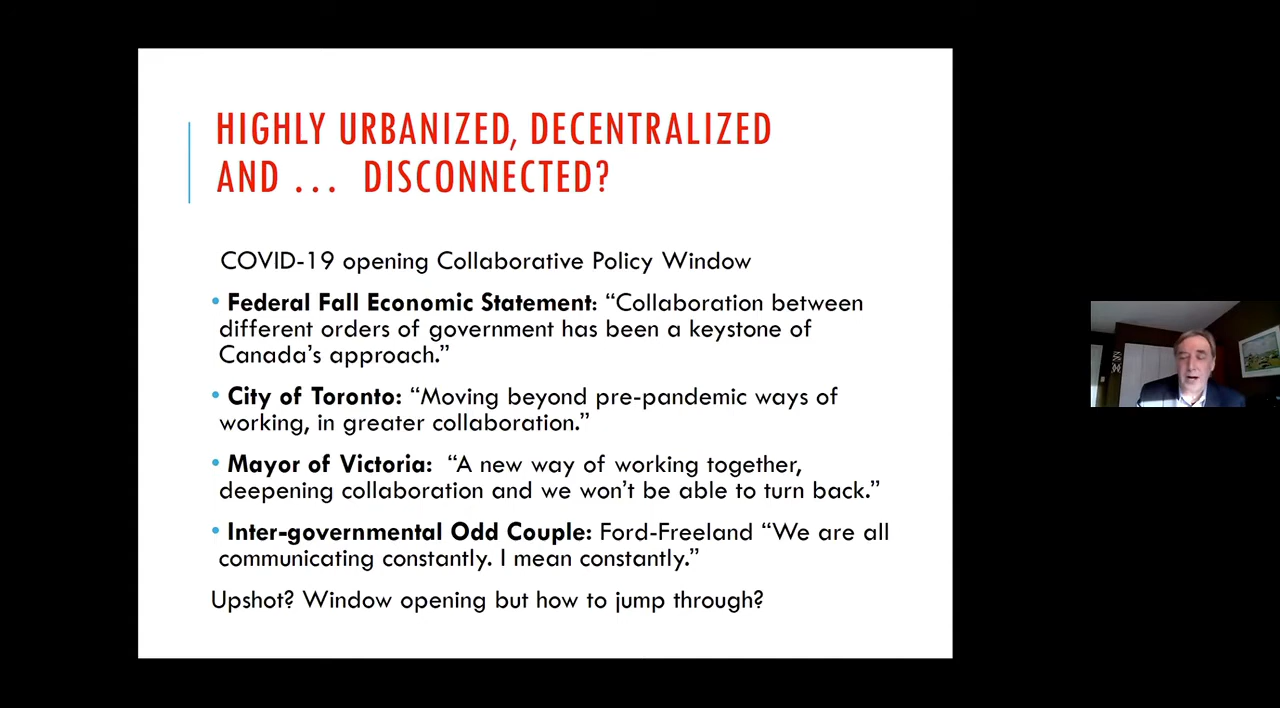 HIGHLY URBANIZED, DECENTRALIZED
AND ... DISCONNECTED?
COVID-19 opening Collaborative Policy Window
• Federal Fall Economic Statement: “Collaboration between
different orders of government has been a keystone of
Canada’s approach.”
• City of Toronto: “Moving beyond pre-pandemic ways of
working, in greater collaboration.”
• Mayor of Victoria: “A new way of working together,
deepening collaboration and we won’t be able to turn back.”
• Inter-governmental Odd Couple: Ford-Freeland “We are all
communicating constantly. I mean constantly.”
Upshot? Window opening but how to jump through?